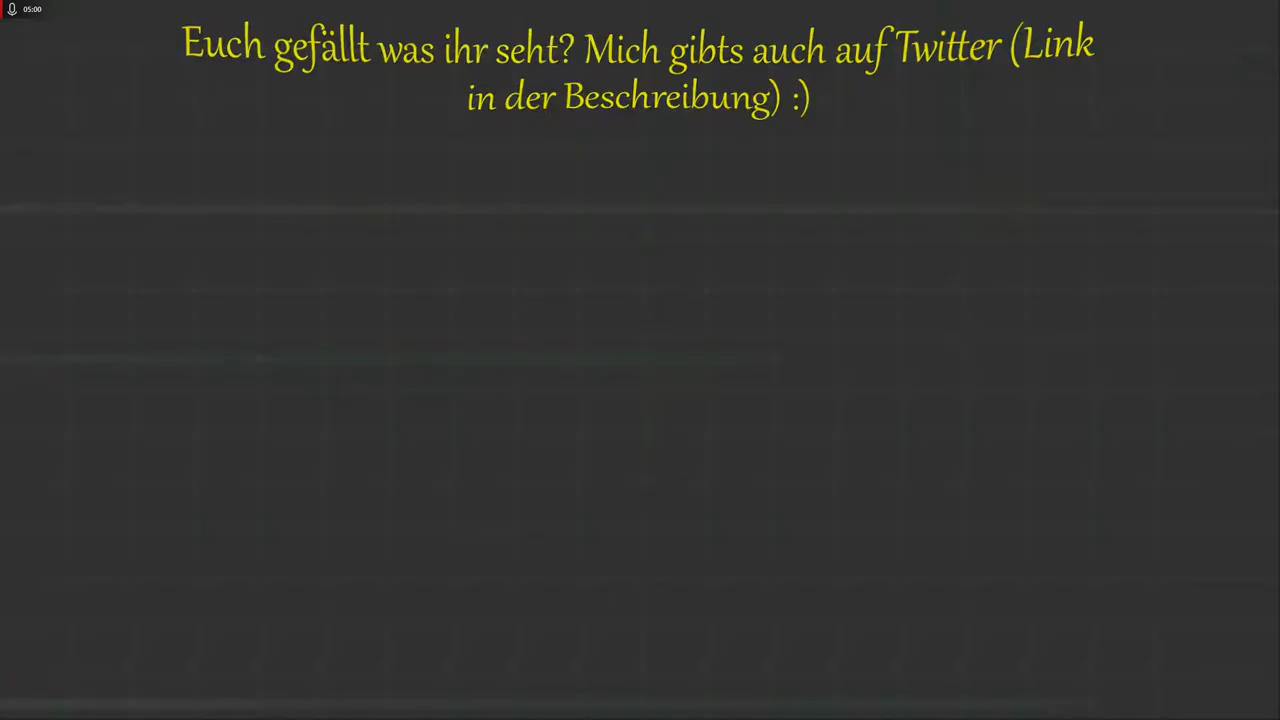 05:00
Euch gefällt was ihr seht? Mich gibts auch auf Twitter (Link
in der Beschreibung) :)